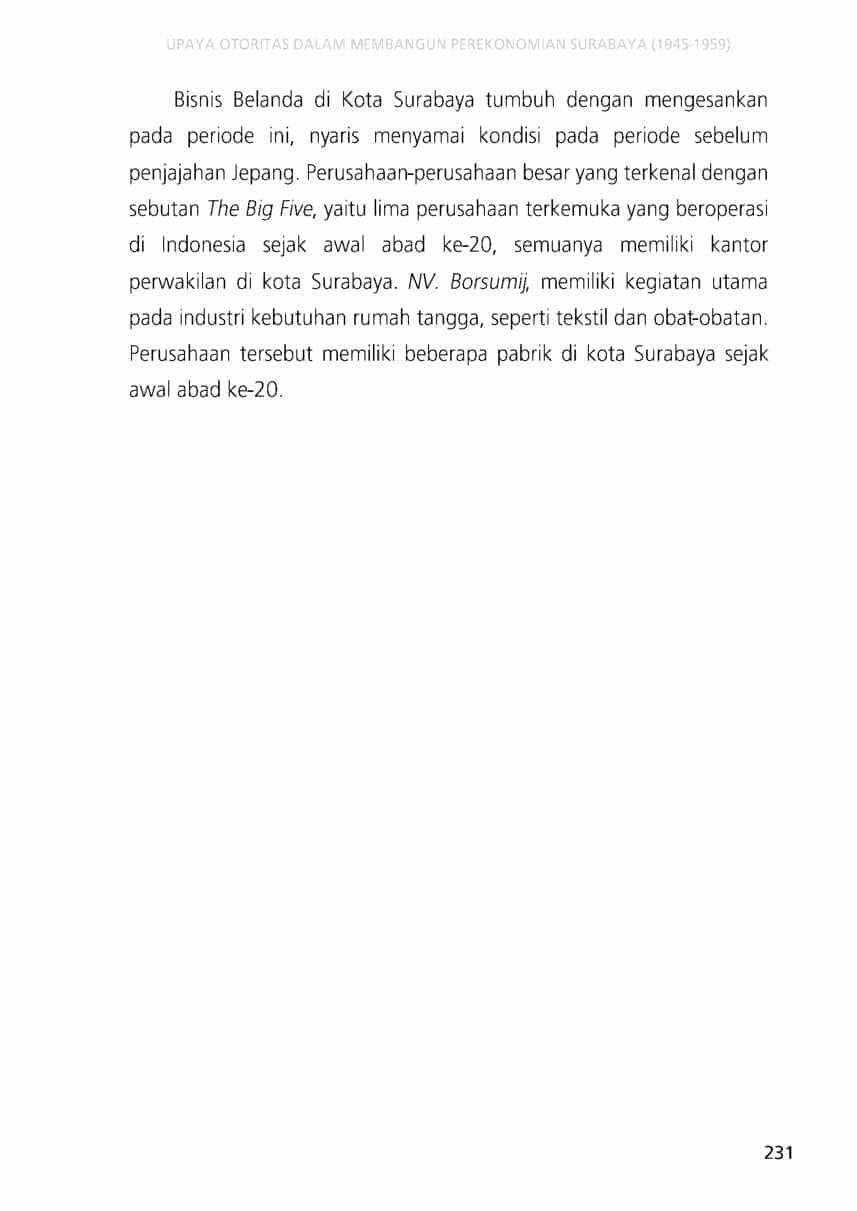 UPAYA OTORITAS DALAM MEMBANGUN PEREKONOMIAN SURABAYA (1945-1959)
Bisnis Belanda di Kota Surabaya tumbuh dengan mengesankan
pada periode ini, nyaris menyamai kondisi pada periode sebelum
penjajahan Jepang. Perusahaan-perusahaan besar yang terkenal dengan
sebutan The Big Five, yaitu lima perusahaan terkemuka yang beroperasi
di Indonesia sejak awal abad ke-20, semuanya memiliki kantor
perwakilan di kota Surabaya. NV. Borsumij, memiliki kegiatan utama
pada industri kebutuhan rumah tangga, seperti tekstil dan obat-obatan.
Perusahaan tersebut memiliki beberapa pabrik di kota Surabaya sejak
awal abad ke-20.
231